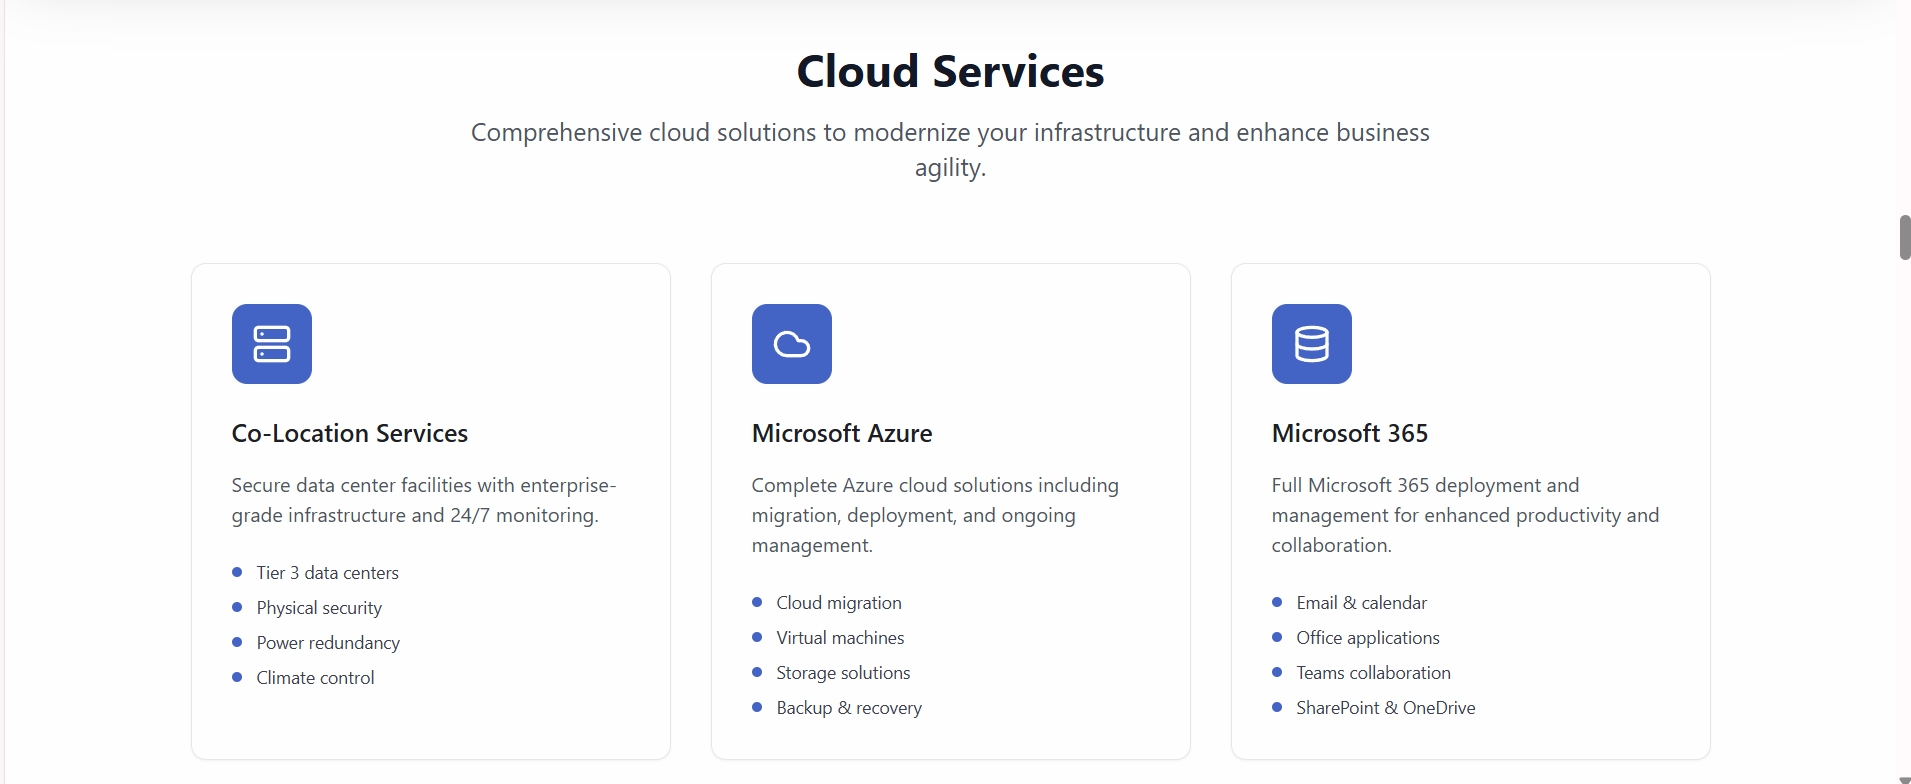 Cloud Services
Comprehensive cloud solutions to modernize your infrastructure and enhance business
agility.
Co-Location Services
Secure data center facilities with enterprise-
grade infrastructure and 24/7 monitoring.
Tier 3 data centers
Physical security
Power redundancy
Climate control
Microsoft Azure
Complete Azure cloud solutions including
migration, deployment, and ongoing
management.
Cloud migration
Virtual machines
Storage solutions
Backup & recovery
Microsoft 365
Full Microsoft 365 deployment and
management for enhanced productivity and
collaboration.
Email & calendar
Office applications
Teams collaboration
SharePoint & OneDrive